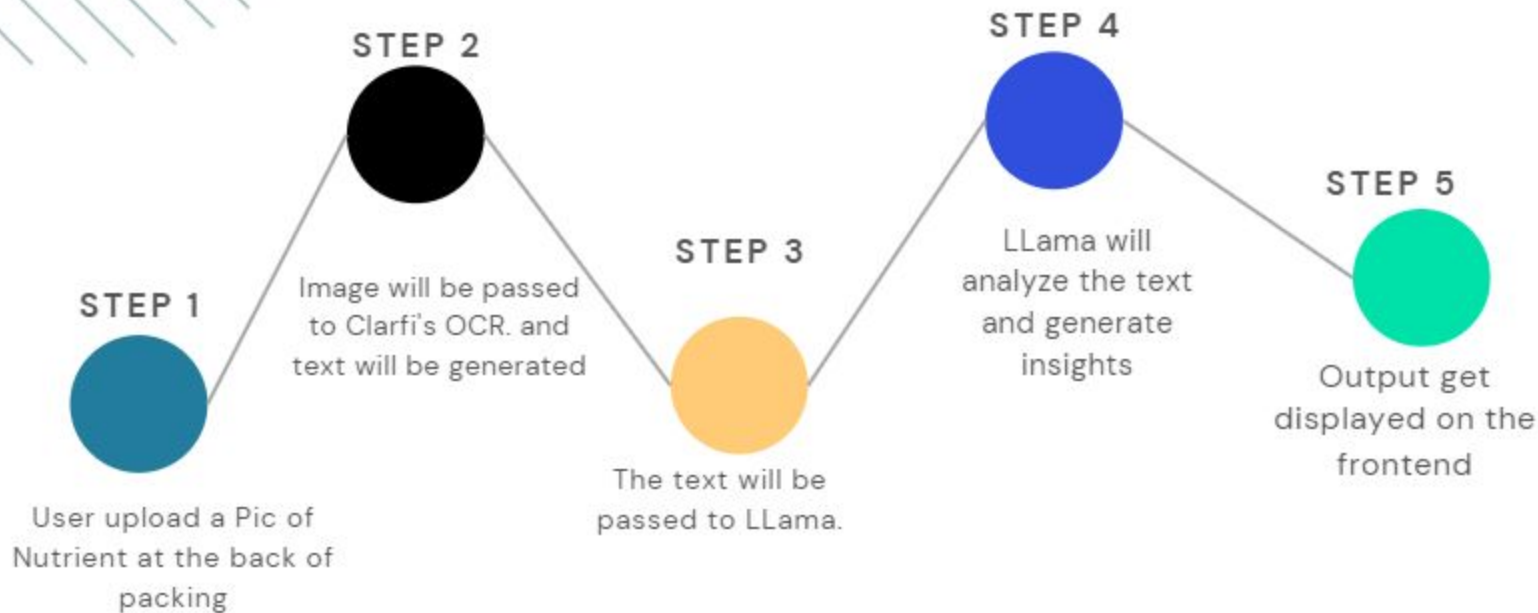 STEP 1
User upload a Pic of
Nutrient at the back of
packing
STEP 2
Image will be passed
to Clarfi's OCR. and
text will be generated
STEP 3
The text will be
passed to LLama.
STEP 4
LLama will
analyze the text
and generate
insights
STEP 5
Output get
displayed on the
frontend